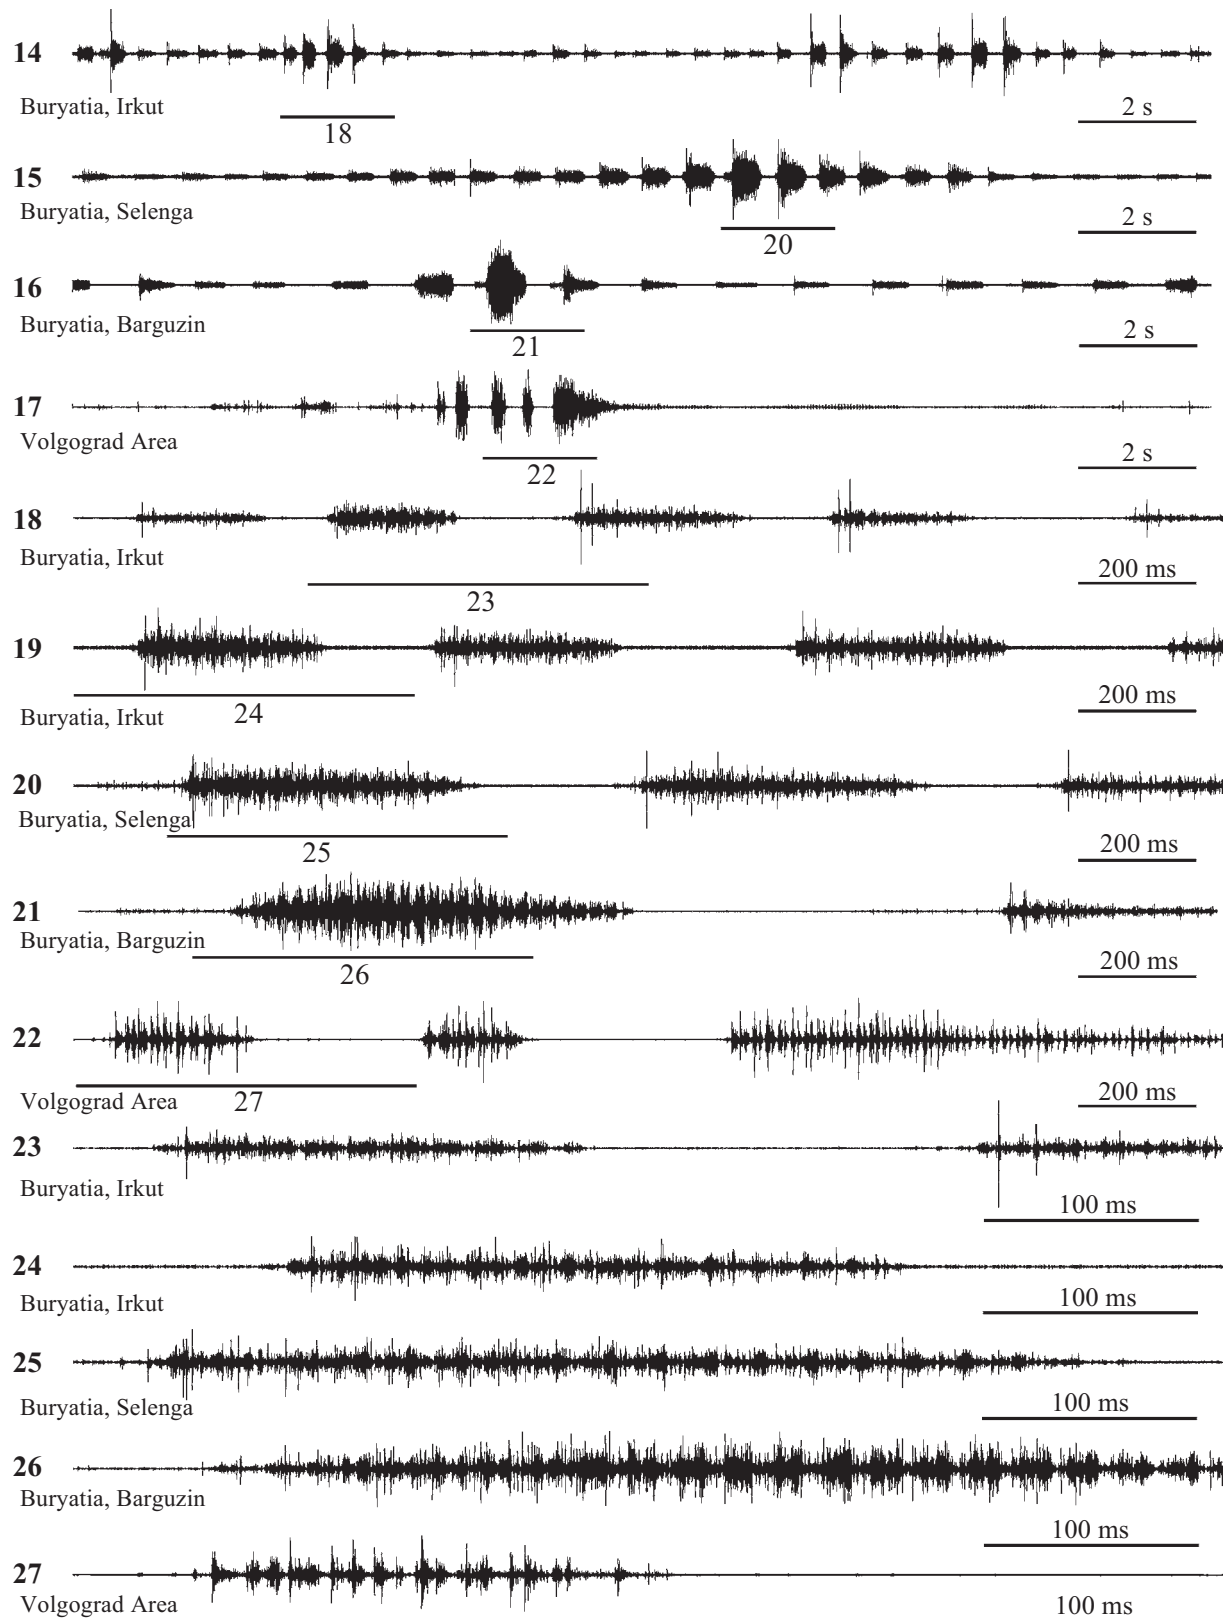 14
Buryatia, Irkut
18
2 s
15
Buryatia, Selenga
20
2 s
16
Buryatia, Barguzin
21
2 s
17
Volgograd Area
22
2 s
18
Buryatia, Irkut
23
200 ms
19
Buryatia, Irkut
24
200 ms
20
Buryatia, Selenga
25
200 ms
21
Buryatia, Barguzin
26
200 ms
22
Volgograd Area
27
200 ms
23
Buryatia, Irkut
100 ms
24
Buryatia, Irkut
100 ms
25
Buryatia, Selenga
100 ms
26
Buryatia, Barguzin
100 ms
27
Volgograd Area
100 ms